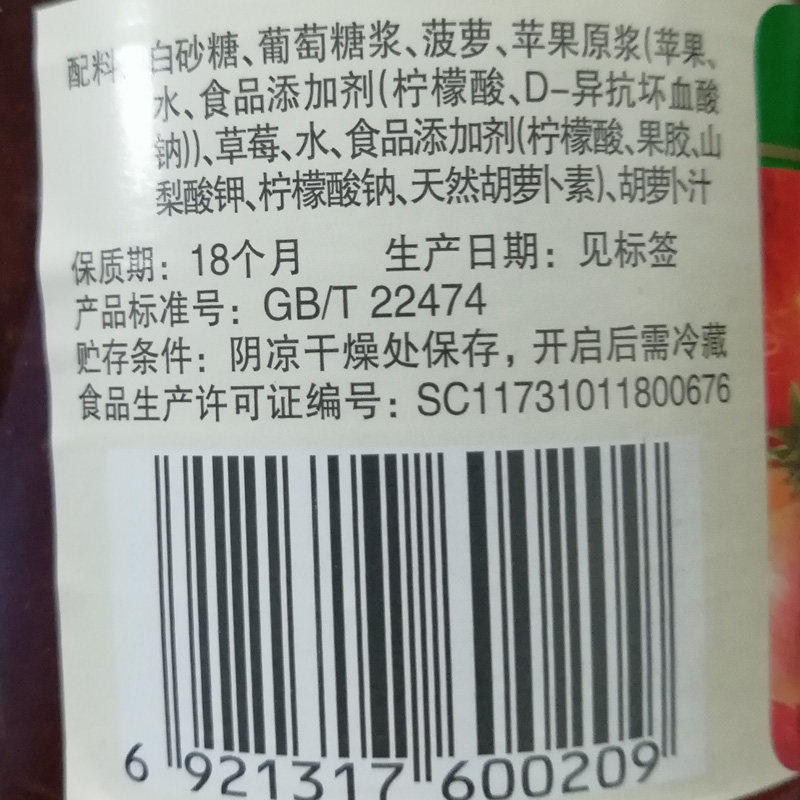 配料：白砂糖、葡萄糖浆、菠萝、苹果原浆(苹果、
水、食品添加剂(柠檬酸、D-异抗坏血酸
钠))、草莓、水、食品添加剂(柠檬酸、果胶、山
梨酸钾、柠檬酸钠、天然胡萝卜素)、胡萝卜汁
保质期：18个月 生产日期：见标签
产品标准号：GB/T 22474
贮存条件：阴凉干燥处保存，开启后需冷藏
食品生产许可证编号：SC11731011800676
6 921317 600209